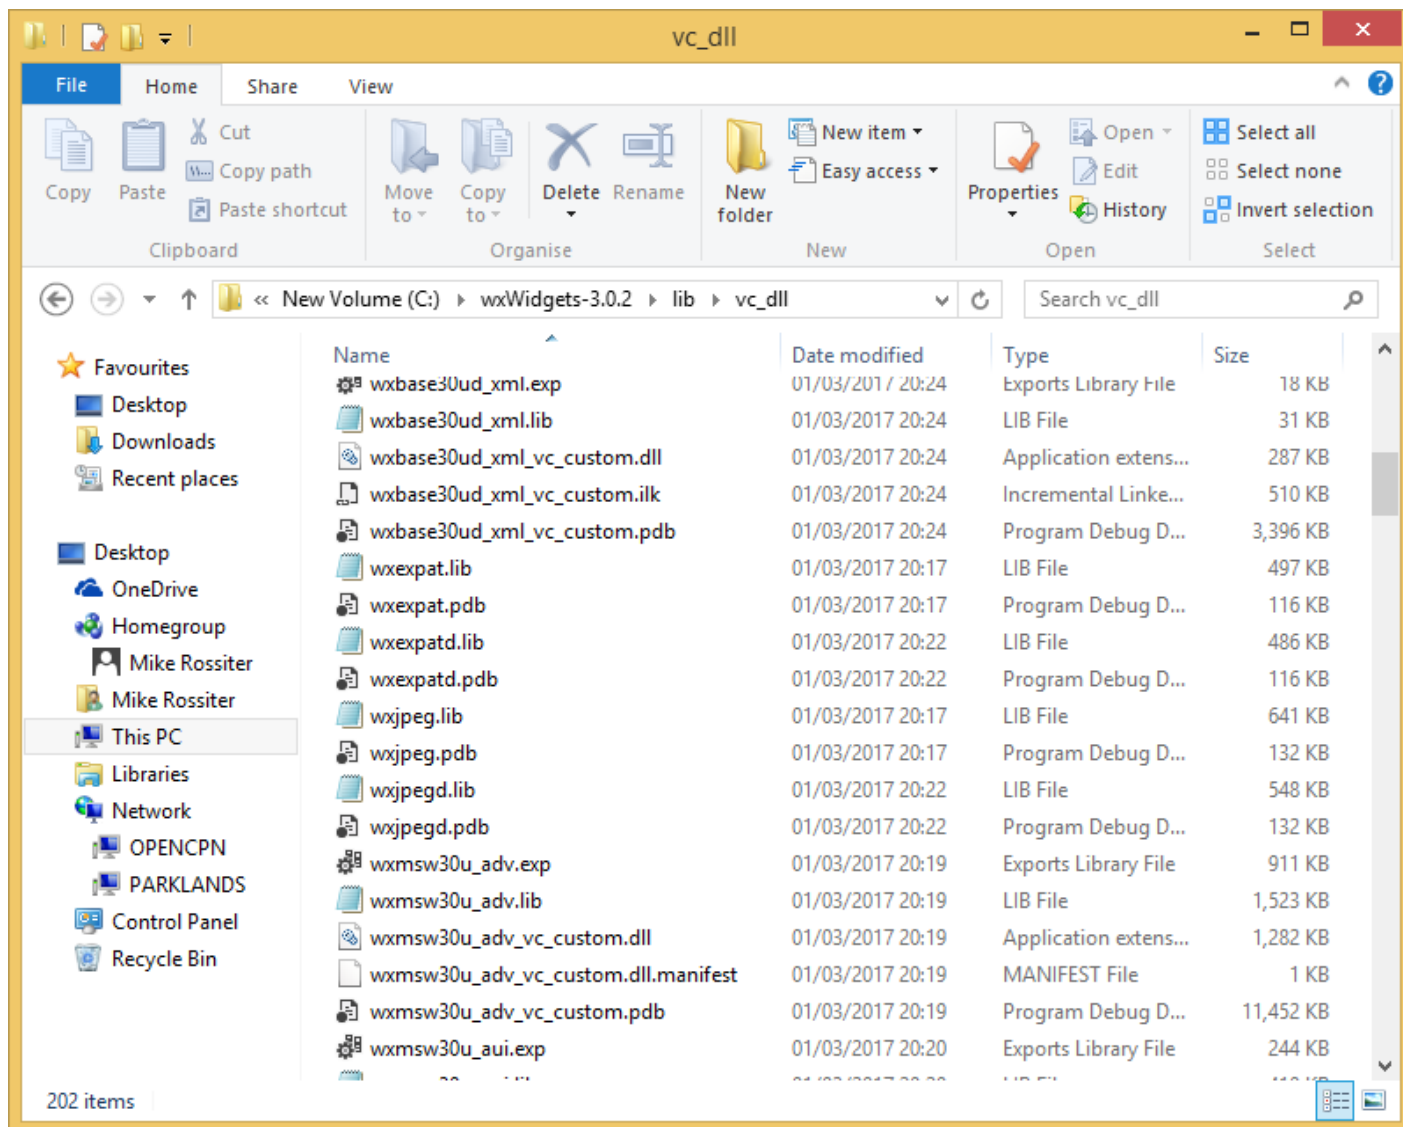 vc_dll
File Home Share View
Copy Paste Cut Copy path Paste shortcut Move to Copy to Delete Rename New folder New item Easy access Properties Open Edit History Select all Select none Invert selection
Clipboard Organise New Open Select
« New Volume (C:) wxWidgets-3.0.2 lib vc_dll Search vc_dll
Favourites
Desktop
Downloads
Recent places
Desktop
OneDrive
Homegroup
Mike Rossiter
Mike Rossiter
This PC
Libraries
Network
OPENCPN
PARKLANDS
Control Panel
Recycle Bin
Name Date modified Type Size
wxbase30ud_xml.exp 01/03/2017 20:24 Exports Library File 18 KB
wxbase30ud_xml.lib 01/03/2017 20:24 LIB File 31 KB
wxbase30ud_xml_vc_custom.dll 01/03/2017 20:24 Application extens... 287 KB
wxbase30ud_xml_vc_custom.ilk 01/03/2017 20:24 Incremental Linke... 510 KB
wxbase30ud_xml_vc_custom.pdb 01/03/2017 20:24 Program Debug D... 3,396 KB
wxexpat.lib 01/03/2017 20:17 LIB File 497 KB
wxexpat.pdb 01/03/2017 20:17 Program Debug D... 116 KB
wxexpatd.lib 01/03/2017 20:22 LIB File 486 KB
wxexpatd.pdb 01/03/2017 20:22 Program Debug D... 116 KB
wxjpeg.lib 01/03/2017 20:17 LIB File 641 KB
wxjpeg.pdb 01/03/2017 20:17 Program Debug D... 132 KB
wxjpegd.lib 01/03/2017 20:22 LIB File 548 KB
wxjpegd.pdb 01/03/2017 20:22 Program Debug D... 132 KB
wxmsw30u_adv.exp 01/03/2017 20:19 Exports Library File 911 KB
wxmsw30u_adv.lib 01/03/2017 20:19 LIB File 1,523 KB
wxmsw30u_adv_vc_custom.dll 01/03/2017 20:19 Application extens... 1,282 KB
wxmsw30u_adv_vc_custom.dll.manifest 01/03/2017 20:19 MANIFEST File 1 KB
wxmsw30u_adv_vc_custom.pdb 01/03/2017 20:19 Program Debug D... 11,452 KB
wxmsw30u_aui.exp 01/03/2017 20:20 Exports Library File 244 KB
202 items